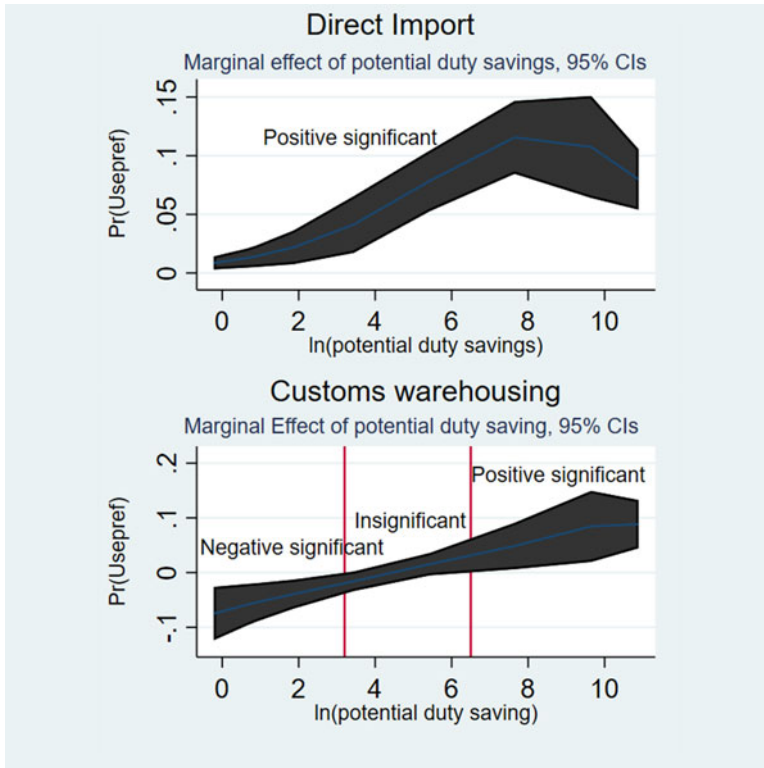 Direct Import
Marginal effect of potential duty savings, 95% CIs
.15
Positive significant
.1
.05
0
Pr(Usepref)
0 2 4 6 8 10
ln(potential duty savings)
Customs warehousing
Marginal Effect of potential duty saving, 95% CIs
.2
Positive significant
.1
Insignificant
Negative significant
0
-.1
Pr(Usepref)
0 2 4 6 8 10
ln(potential duty saving)